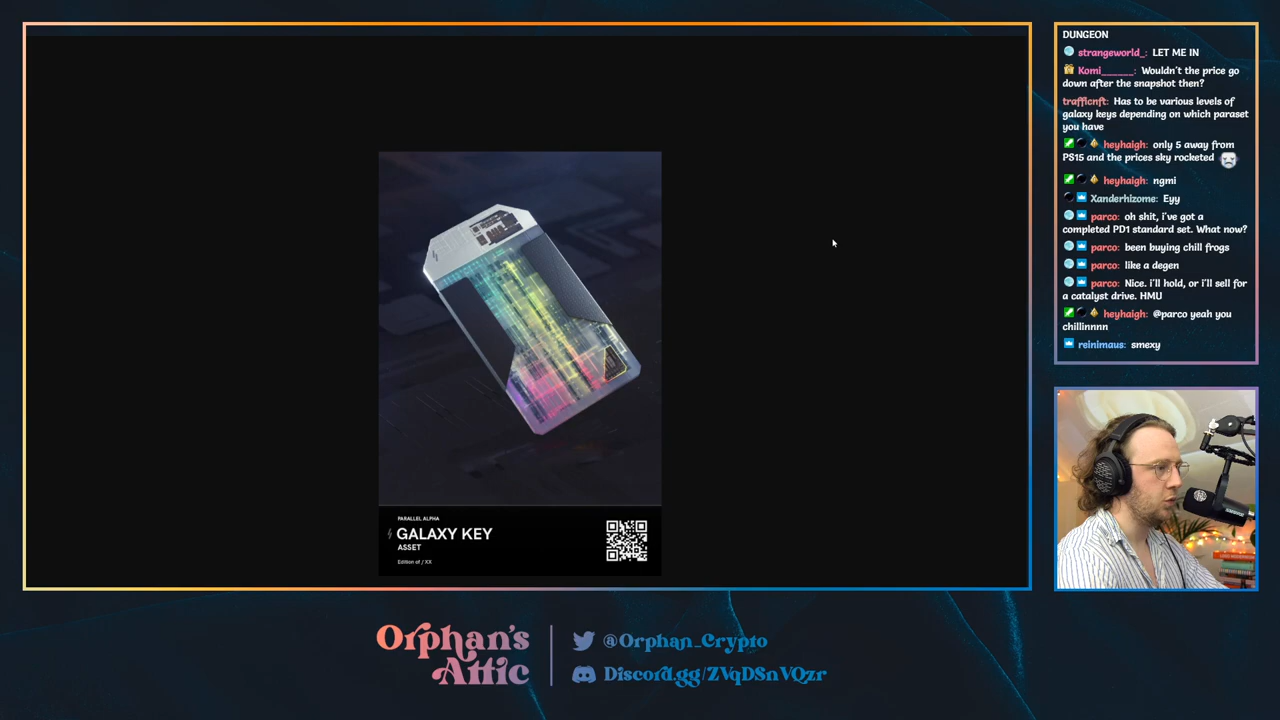 DUNGEON
strangeworld_: LET ME IN
Komi______: Wouldn't the price go
down after the snapshot then?
trafficnft: Has to be various levels of
galaxy keys depending on which paraset
you have
heyhaigh: only 5 away from
PS15 and the prices sky rocketed
heyhaigh: ngmi
Xanderhizome: Eyy
parco: oh shit, i've got a
completed PD1 standard set. What now?
parco: been buying chill frogs
parco: like a degen
parco: Nice. i'll hold, or i'll sell for
a catalyst drive. HMU
heyhaigh: @parco yeah you
chillinnnn
reinimaus: smexy
PARALLEL ALPHA
GALAXY KEY
ASSET
Edition of / XX
Orphan's
Attic
@Orphan_Crypto
Discord.gg/ZVqDSnVQzr